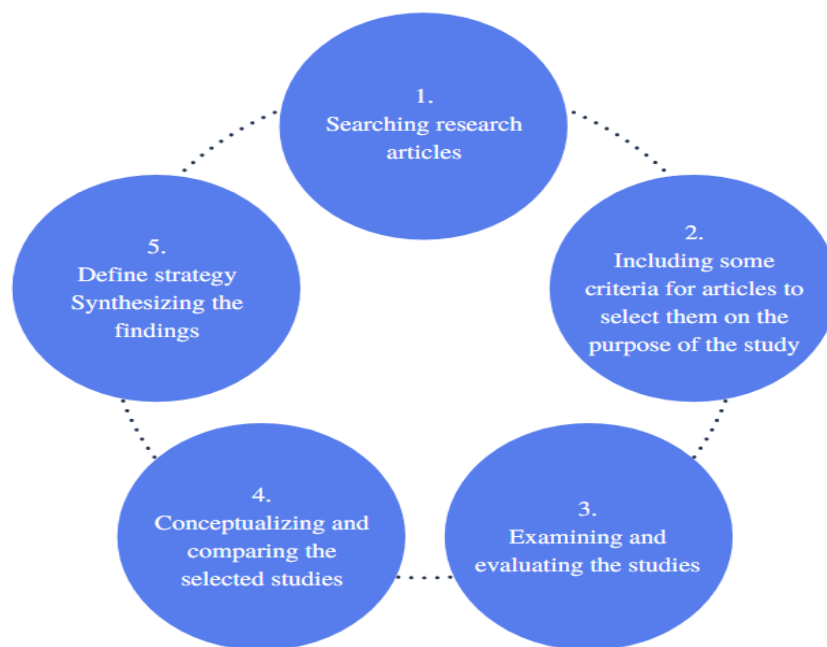 1.
Searching research
articles
2.
Including some
criteria for articles to
select them on the
purpose of the study
3.
Examining and
evaluating the studies
4.
Conceptualizing and
comparing the
selected studies
5.
Define strategy
Synthesizing the
findings